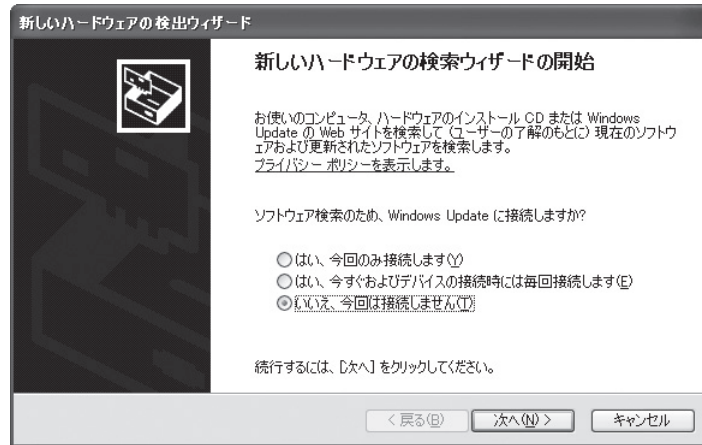 新しいハードウェアの検出ウィザード
新しいハードウェアの検索ウィザードの開始
お使いのコンピュータ、ハードウェアのインストール CD または Windows
Update の Web サイトを検索して (ユーザーの了解のもとに) 現在のソフトウ
ェアおよび更新されたソフトウェアを検索します。
プライバシー ポリシーを表示します。
ソフトウェア検索のため、Windows Update に接続しますか?
はい、今回のみ接続します(Y)
はい、今すぐおよびデバイスの接続時には毎回接続します(E)
いいえ、今回は接続しません(T)
続行するには、[次へ] をクリックしてください。
< 戻る(B)
次へ(N) >
キャンセル